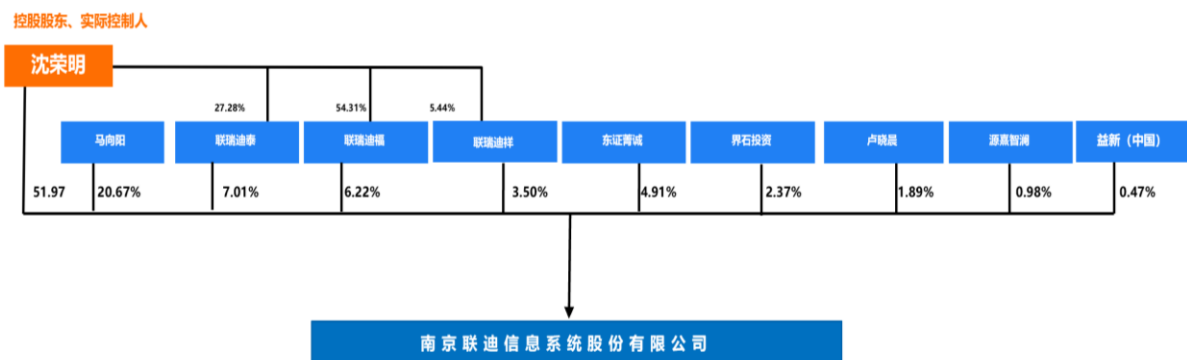 控股股东、实际控制人
沈荣明
27.28% 54.31% 5.44%
马向阳 联瑞迪泰 联瑞迪福 联瑞迪祥 东证菁诚 界石投资 卢晓晨 源熹智澜 益新（中国）
51.97 20.67% 7.01% 6.22% 3.50% 4.91% 2.37% 1.89% 0.98% 0.47%
南京联迪信息系统股份有限公司